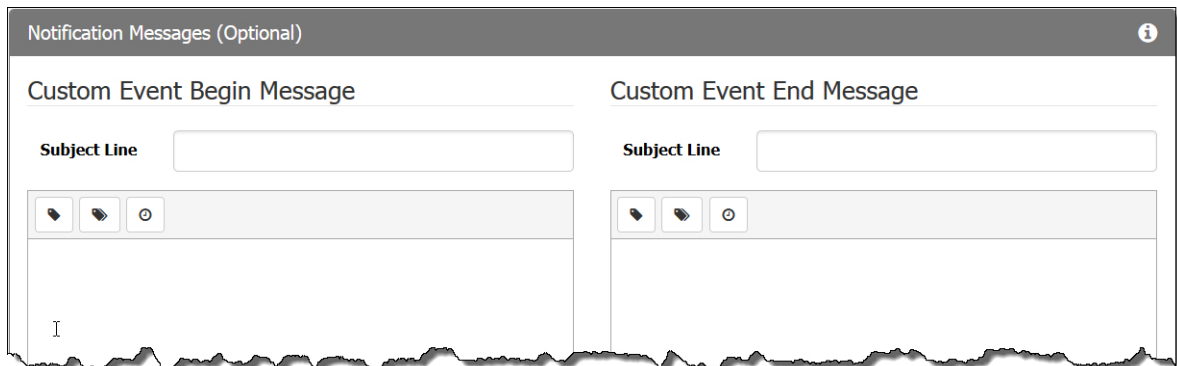 Notification Messages (Optional)
Custom Event Begin Message
Subject Line
Custom Event End Message
Subject Line